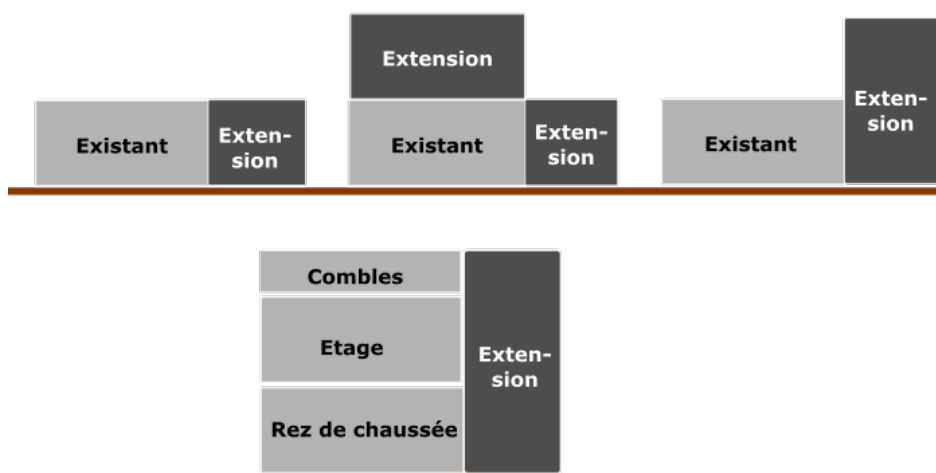 Extension
Existant
Exten-
sion
Existant
Exten-
sion
Existant
Exten-
sion
Combles
Etage
Rez de chaussée
Exten-
sion